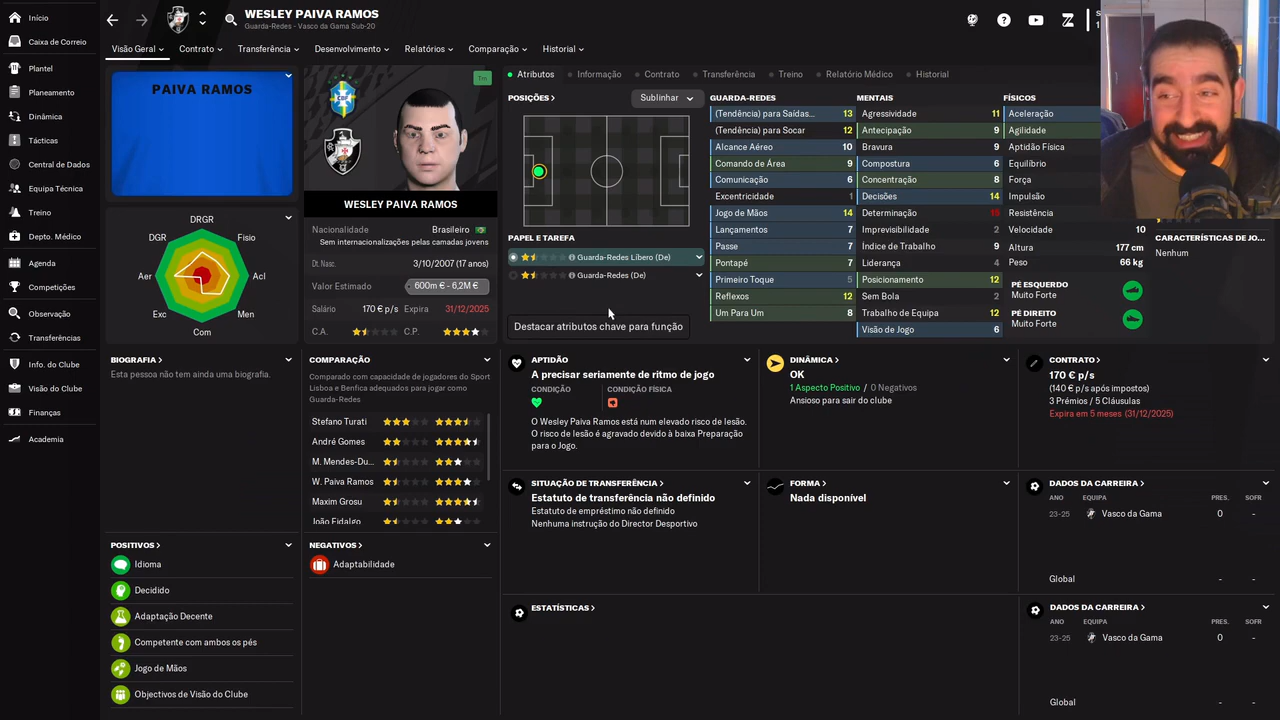 Início
Caixa de Correio
Plantel
Planeamento
Dinâmica
Tácticas
Central de Dados
Equipa Técnica
Treino
Depto. Médico
Agenda
Competições
Observação
Transferências
Info. do Clube
Visão do Clube
Finanças
Academia
WESLEY PAIVA RAMOS
Guarda-Redes - Vasco da Gama Sub-20
Visão Geral
Contrato
Transferência
Desenvolvimento
Relatórios
Comparação
Historial
PAIVA RAMOS
DRGR
DGR
Fisio
Aer
Acl
Exc
Trab
Com
Tm
WESLEY PAIVA RAMOS
Nacionalidade Brasileiro
Sem internacionalizações pelas camadas jovens
Dt. Nasc. 3/10/2007 (17 anos)
Valor Estimado 600m € - 6,2M €
Salário 170 € p/s Expira 31/12/2025
C.A. C.P.
Atributos
Informação
Contrato
Transferência
Treino
Relatório Médico
Historial
POSIÇÕES
Sublinhar
PAPEL E TAREFA
Guarda-Redes Líbero (De)
Guarda-Redes (De)
Destacar atributos chave para função
GUARDA-REDES
(Tendência) para Saídas... 13
(Tendência) para Socar 12
Alcance Aéreo 10
Comando de Área 9
Comunicação 6
Excentricidade 1
Jogo de Mãos 14
Lançamentos 7
Passe 7
Pontapé 7
Primeiro Toque 5
Reflexos 12
Um Para Um 8
MENTAIS
Agressividade 11
Antecipação 9
Bravura 9
Compostura 6
Concentração 8
Decisões 14
Determinação 15
Imprevisibilidade 2
Índice de Trabalho 9
Liderança 4
Posicionamento 12
Sem Bola 2
Trabalho de Equipa 12
Visão de Jogo 6
FÍSICOS
Aceleração
Agilidade
Aptidão Física
Equilíbrio
Força
Impulsão
Resistência
Velocidade 10
Altura 177 cm
Peso 66 kg
PÉ ESQUERDO
Muito Forte
PÉ DIREITO
Muito Forte
CARACTERÍSTICAS DE JO...
Nenhum
BIOGRAFIA
Esta pessoa não tem ainda uma biografia.
COMPARAÇÃO
Comparado com capacidade de jogadores do Sport
Lisboa e Benfica adequados para jogar como
Guarda-Redes
Stefano Turati
André Gomes
M. Mendes-Du...
W. Paiva Ramos
Maxim Grosu
João Fidalgo
APTIDÃO
A precisar seriamente de ritmo de jogo
CONDIÇÃO CONDIÇÃO FÍSICA
O Wesley Paiva Ramos está num elevado risco de lesão.
O risco de lesão é agravado devido à baixa Preparação
para o Jogo.
DINÂMICA
OK
1 Aspecto Positivo / 0 Negativos
Ansioso para sair do clube
CONTRATO
170 € p/s
(140 € p/s após impostos)
3 Prémios / 5 Cláusulas
Expira em 5 meses (31/12/2025)
SITUAÇÃO DE TRANSFERÊNCIA
Estatuto de transferência não definido
Estatuto de empréstimo não definido
Nenhuma instrução do Director Desportivo
FORMA
Nada disponível
DADOS DA CARREIRA
ANO EQUIPA PRES. SOFR
23-25 Vasco da Gama 0 -
Global - -
POSITIVOS
Idioma
Decidido
Adaptação Decente
Competente com ambos os pés
Jogo de Mãos
Objectivos de Visão do Clube
NEGATIVOS
Adaptabilidade
ESTATÍSTICAS
DADOS DA CARREIRA
ANO EQUIPA PRES. SOFR
23-25 Vasco da Gama 0 -
Global - -